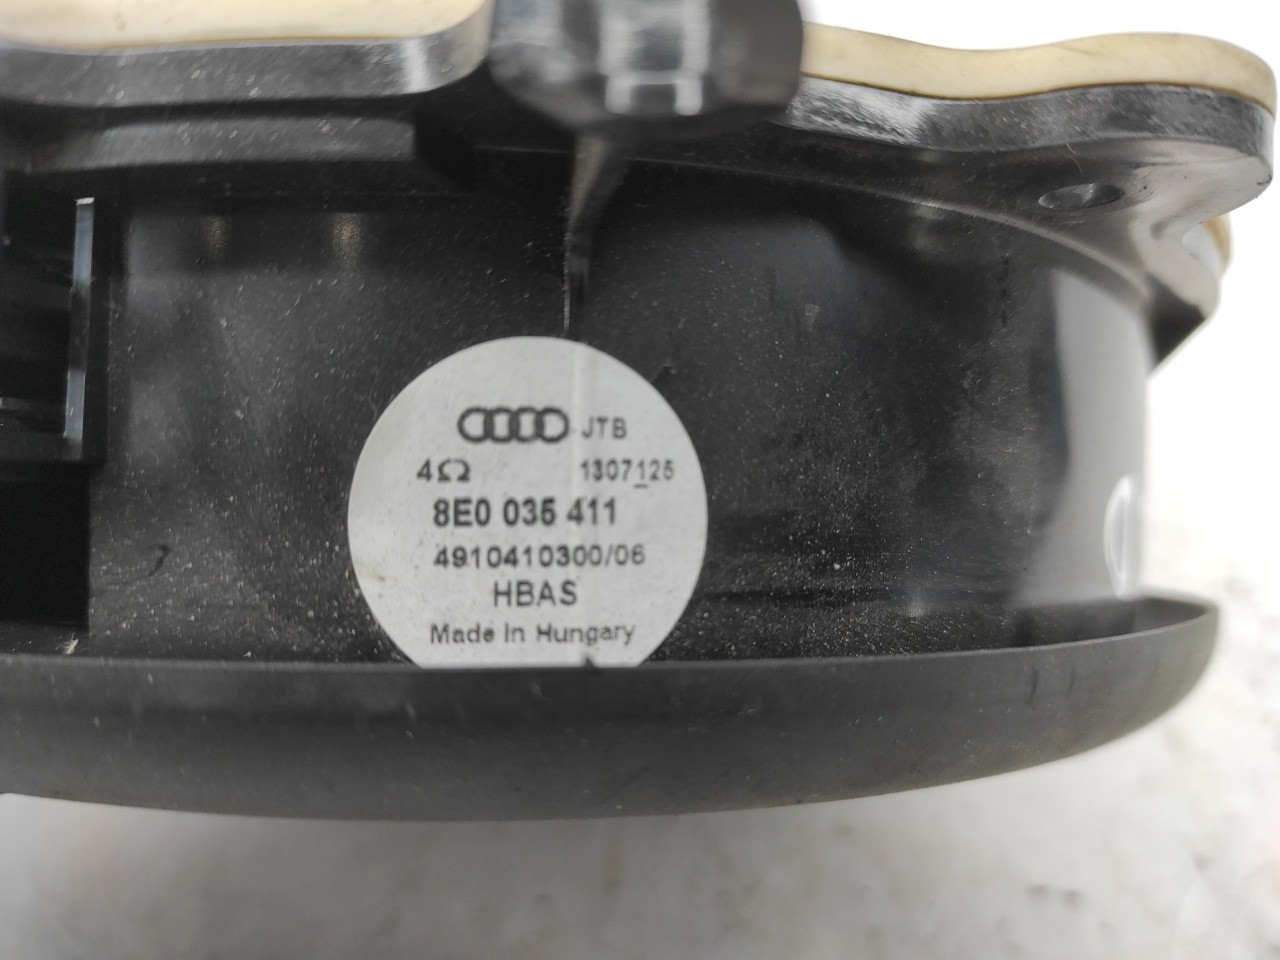 JTB
4Ω 1307125
8E0 035 411
4910410300/06
HBAS
Made in Hungary